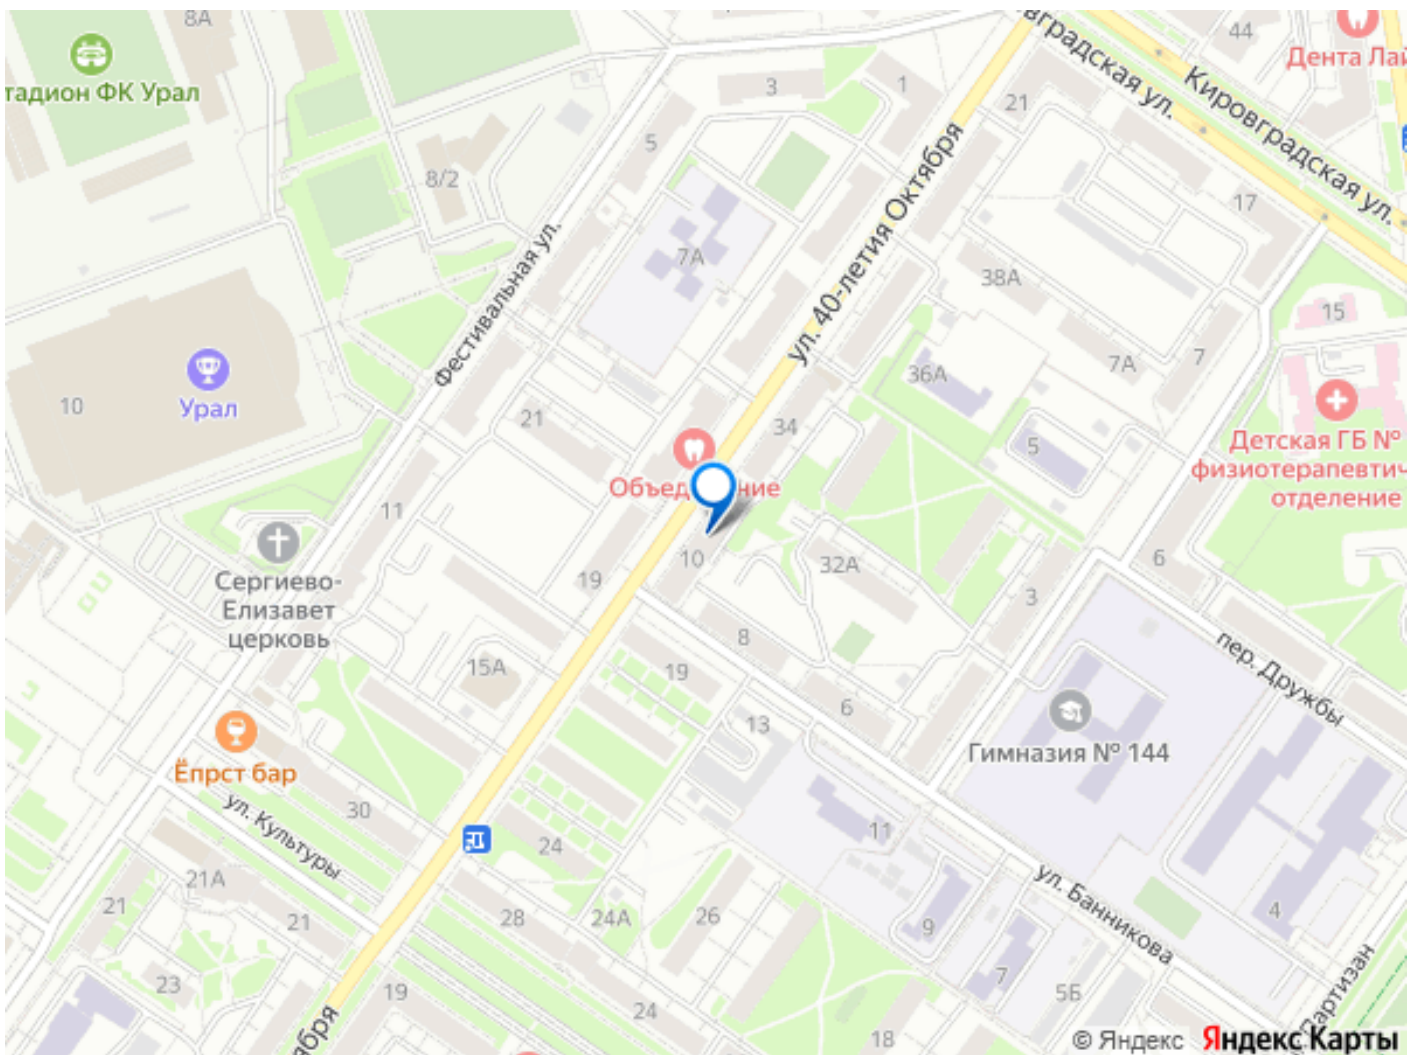 8А
44
Дента Лай
тадион ФК Урал
вградская ул.
Кировградская ул.
3
1
21
5
8/2
17
7А
ул. 40-летия Октября
Фестивальная ул.
38А
15
10
Урал
36А
7А
7
21
34
5
Детская ГБ №
физиотерапевтич
отделение
Объед
ние
11
Сергиево-
Елизавет
церковь
10
19
32А
6
3
8
15А
19
пер. Дружбы
6
13
Гимназия № 144
Ёпрст бар
ул. Культуры
30
24
11
21А
21
21
28
24А
26
9
ул. Банникова
4
23
19
24
7
5Б
18
Партизан
ября
© Яндекс Яндекс Карты